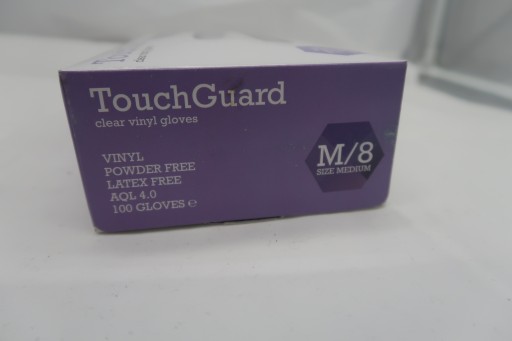 TouchGuard
clear vinyl gloves
VINYL
POWDER FREE
LATEX FREE
AQL 4.0
100 GLOVES ℮
M/8
SIZE MEDIUM